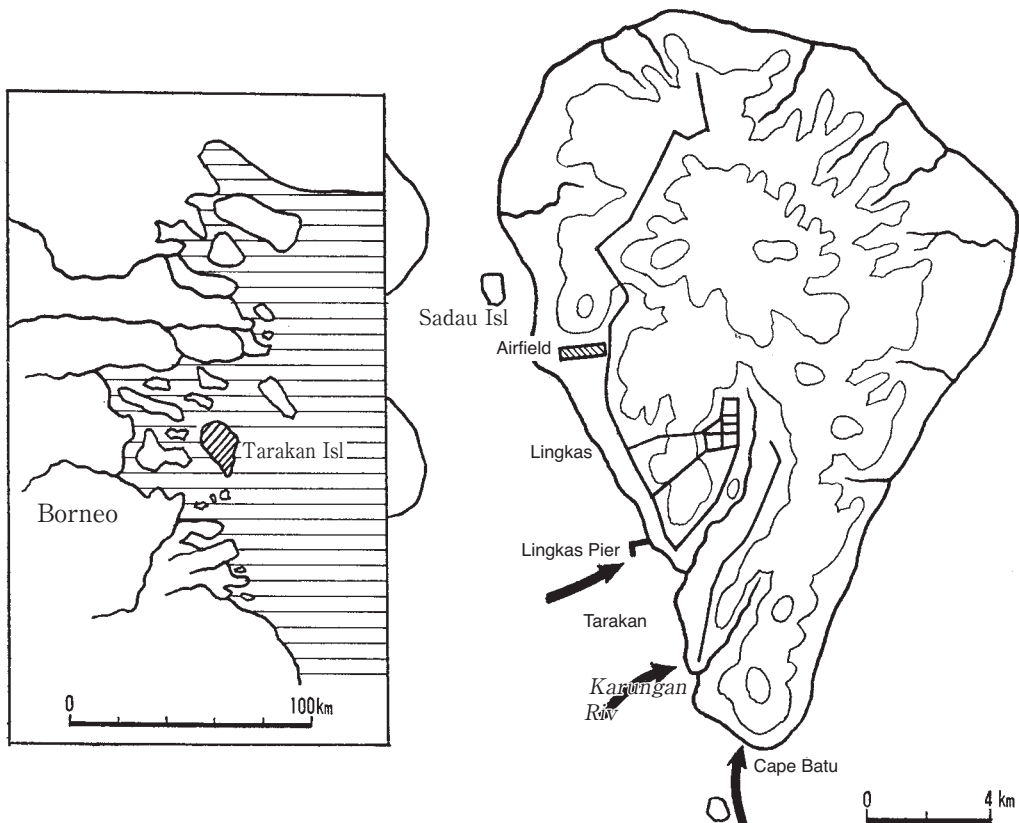 Tarakan Isl
Borneo
0 100km
Sadau Isl
Airfield
Lingkas
Lingkas Pier
Tarakan
Karungan
Riv
Cape Batu
0 4 km